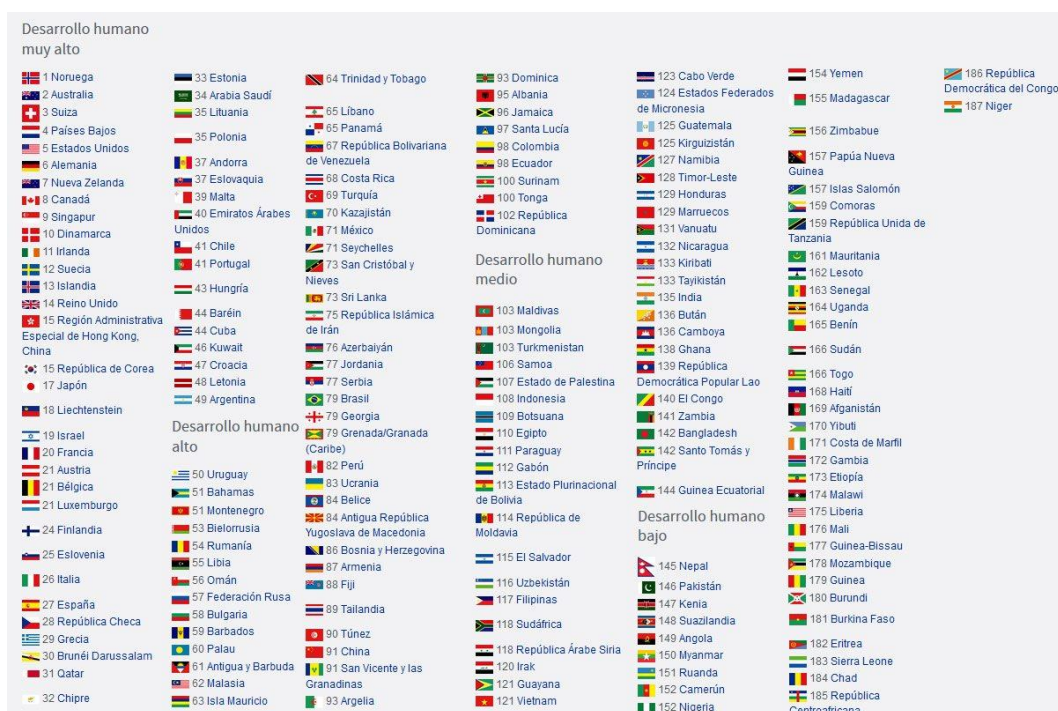 Desarrollo humano
muy alto
1 Noruega
2 Australia
3 Suiza
4 Países Bajos
5 Estados Unidos
6 Alemania
7 Nueva Zelanda
8 Canadá
9 Singapur
10 Dinamarca
11 Irlanda
12 Suecia
13 Islandia
14 Reino Unido
15 Región Administrativa
Especial de Hong Kong,
China
15 República de Corea
17 Japón
18 Liechtenstein
19 Israel
20 Francia
21 Austria
21 Bélgica
21 Luxemburgo
24 Finlandia
25 Eslovenia
26 Italia
27 España
28 República Checa
29 Grecia
30 Brunéi Darussalam
31 Qatar
32 Chipre
33 Estonia
34 Arabia Saudí
35 Lituania
35 Polonia
37 Andorra
37 Eslovaquia
39 Malta
40 Emiratos Árabes
Unidos
41 Chile
41 Portugal
43 Hungría
44 Baréin
44 Cuba
46 Kuwait
47 Croacia
48 Letonia
49 Argentina
Desarrollo humano
alto
50 Uruguay
51 Bahamas
51 Montenegro
53 Bielorrusia
54 Rumanía
55 Libia
56 Omán
57 Federación Rusa
58 Bulgaria
59 Barbados
60 Palau
61 Antigua y Barbuda
62 Malasia
63 Isla Mauricio
64 Trinidad y Tobago
65 Líbano
65 Panamá
67 República Bolivariana
de Venezuela
68 Costa Rica
69 Turquía
70 Kazajistán
71 México
71 Seychelles
73 San Cristóbal y
Nieves
73 Sri Lanka
75 República Islámica
de Irán
76 Azerbaiyán
77 Jordania
77 Serbia
79 Brasil
79 Georgia
79 Grenada/Granada
(Caribe)
82 Perú
83 Ucrania
84 Belice
84 Antigua República
Yugoslava de Macedonia
86 Bosnia y Herzegovina
87 Armenia
88 Fiji
89 Tailandia
90 Túnez
91 China
91 San Vicente y las
Granadinas
93 Argelia
93 Dominica
95 Albania
96 Jamaica
97 Santa Lucía
98 Colombia
98 Ecuador
100 Surinam
100 Tonga
102 República
Dominicana
Desarrollo humano
medio
103 Maldivas
103 Mongolia
103 Turkmenistan
106 Samoa
107 Estado de Palestina
108 Indonesia
109 Botsuana
110 Egipto
111 Paraguay
112 Gabón
113 Estado Plurinacional
de Bolivia
114 República de
Moldavia
115 El Salvador
116 Uzbekistán
117 Filipinas
118 Sudáfrica
118 República Árabe Siria
120 Irak
121 Guayana
121 Vietnam
123 Cabo Verde
124 Estados Federados
de Micronesia
125 Guatemala
125 Kirguizistán
127 Namibia
128 Timor-Leste
129 Honduras
129 Marruecos
131 Vanuatu
132 Nicaragua
133 Kiribati
133 Tayikistán
135 India
136 Bután
136 Camboya
138 Ghana
139 República
Democrática Popular Lao
140 El Congo
141 Zambia
142 Bangladesh
142 Santo Tomás y
Príncipe
144 Guinea Ecuatorial
Desarrollo humano
bajo
145 Nepal
146 Pakistán
147 Kenia
148 Suazilandia
149 Angola
150 Myanmar
151 Ruanda
152 Camerún
152 Nigeria
154 Yemen
155 Madagascar
156 Zimbabue
157 Papúa Nueva
Guinea
157 Islas Salomón
159 Comoras
159 República Unida de
Tanzania
161 Mauritania
162 Lesoto
163 Senegal
164 Uganda
165 Benín
166 Sudán
166 Togo
168 Haití
169 Afganistán
170 Yibuti
171 Costa de Marfil
172 Gambia
173 Etiopía
174 Malawi
175 Liberia
176 Mali
177 Guinea-Bissau
178 Mozambique
179 Guinea
180 Burundi
181 Burkina Faso
182 Eritrea
183 Sierra Leone
184 Chad
185 República
Centroafricana
186 República
Democrática del Congo
187 Niger